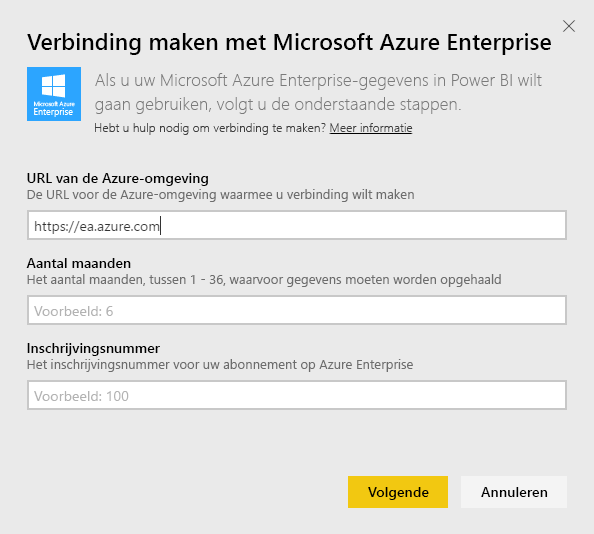 Verbinding maken met Microsoft Azure Enterprise
Microsoft Azure
Enterprise
Als u uw Microsoft Azure Enterprise-gegevens in Power BI wilt
gaan gebruiken, volgt u de onderstaande stappen.
Hebt u hulp nodig om verbinding te maken? Meer informatie
URL van de Azure-omgeving
De URL voor de Azure-omgeving waarmee u verbinding wilt maken
https://ea.azure.com
Aantal maanden
Het aantal maanden, tussen 1 - 36, waarvoor gegevens moeten worden opgehaald
Voorbeeld: 6
Inschrijvingsnummer
Het inschrijvingsnummer voor uw abonnement op Azure Enterprise
Voorbeeld: 100
Volgende
Annuleren